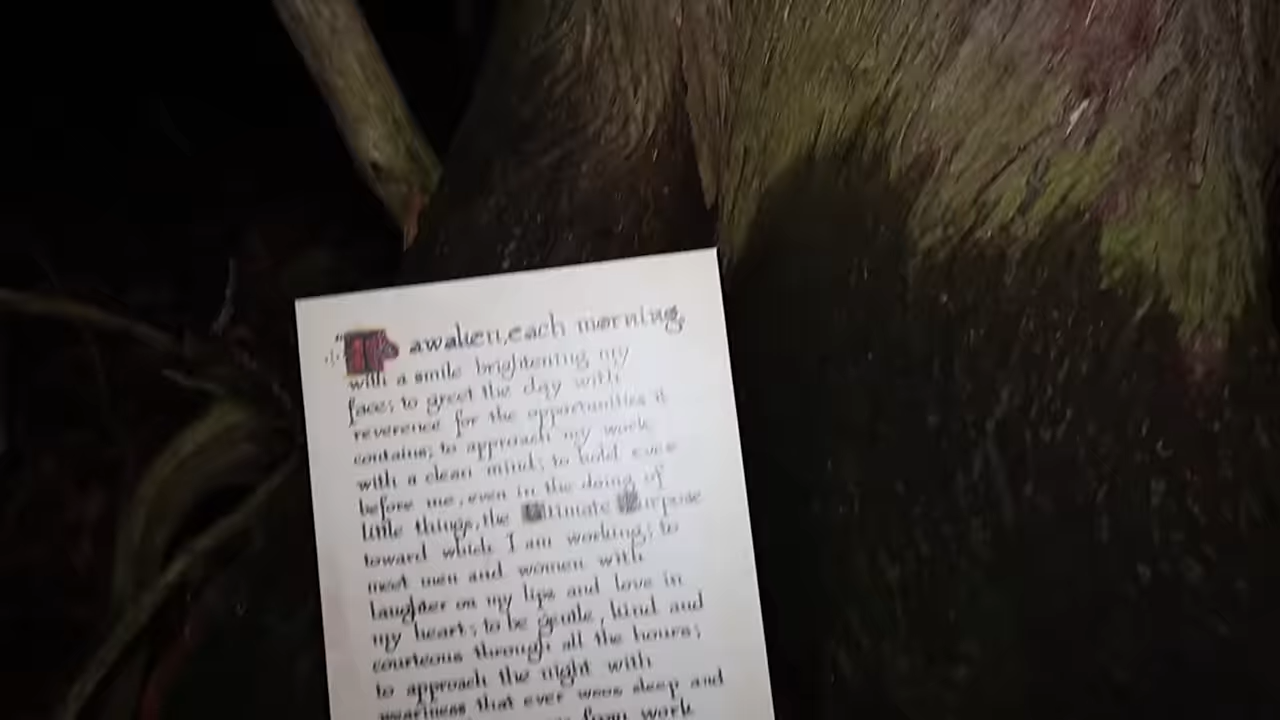 "To awaken, each morning,
with a smile brightening my
face; to greet the day with
reverence for the opportunities it
contains; to approach my work
with a clean mind; to hold ever
before me, even in the doing of
little things, the Ultimate Purpose
toward which I am working; to
meet men and women with
laughter on my lips and love in
my heart; to be gentle, kind and
courteous through all the hours;
to approach the night with
weariness that ever woos sleep and
from work